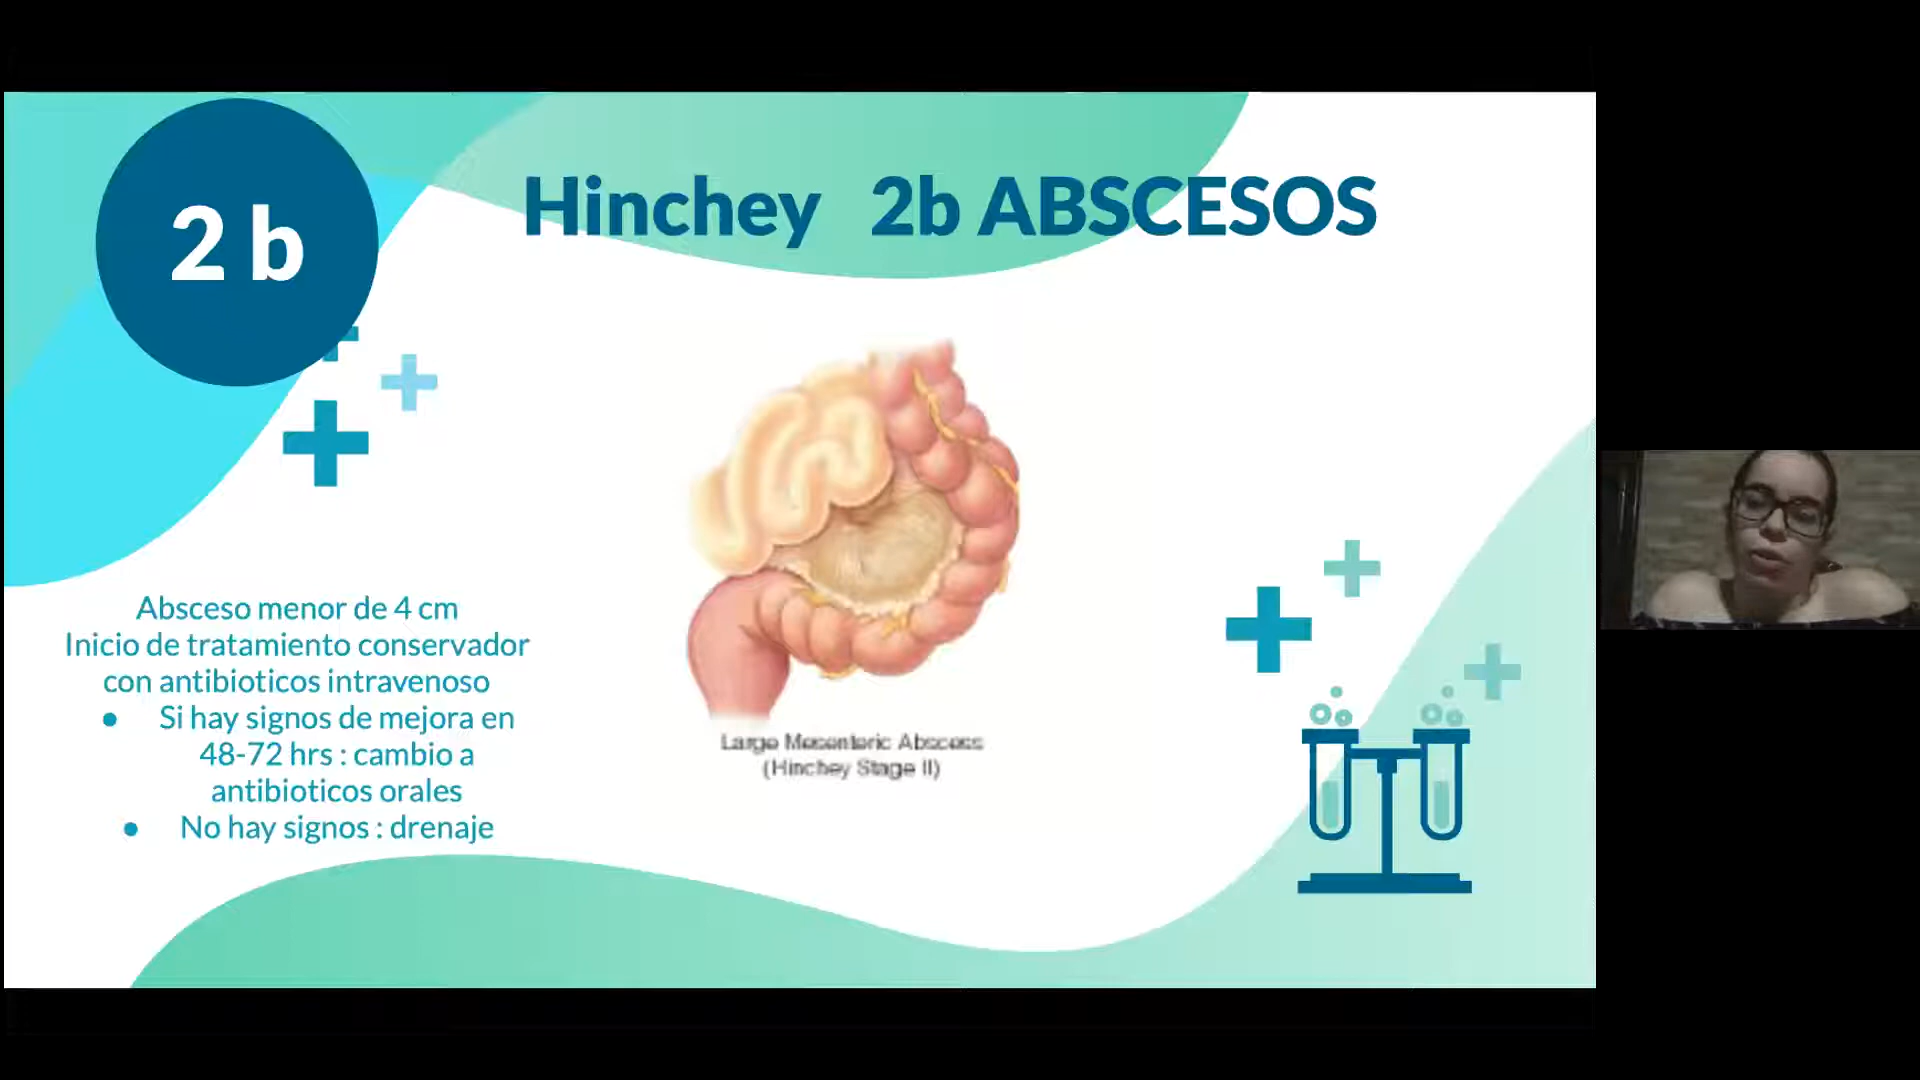 2 b
Hinchey 2b ABSCESOS
Absceso menor de 4 cm
Inicio de tratamiento conservador
con antibioticos intravenoso
● Si hay signos de mejora en
48-72 hrs : cambio a
antibioticos orales
● No hay signos : drenaje
Large Mesenteric Abscess
(Hinchey Stage II)